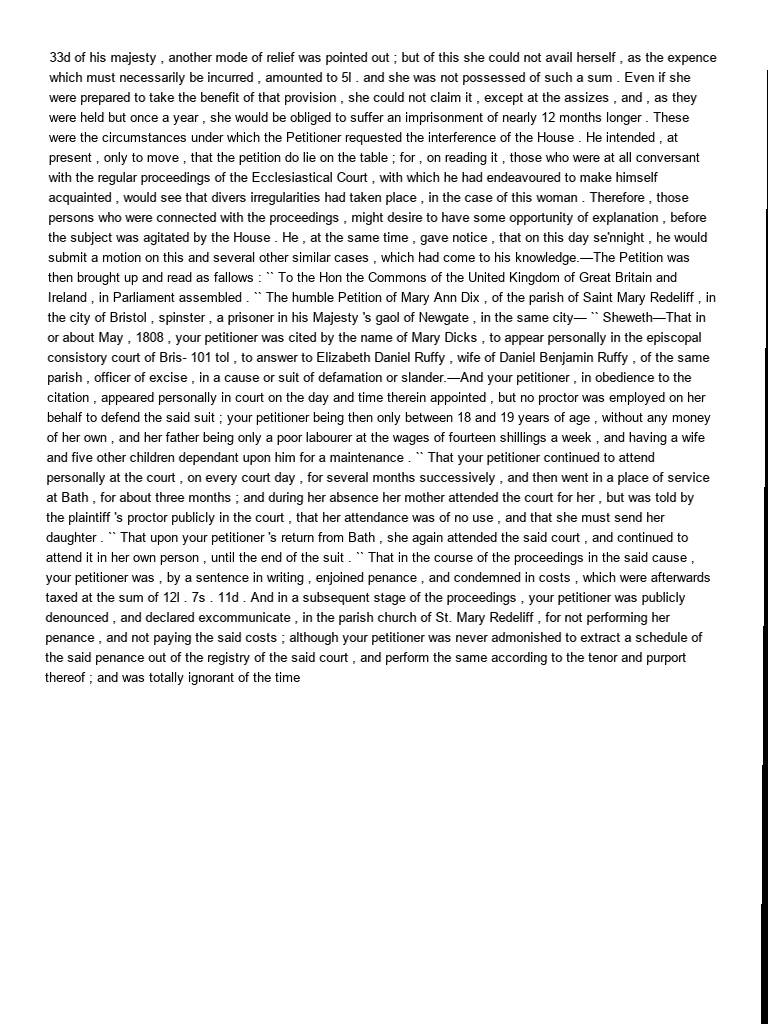 33d of his majesty , another mode of relief was pointed out ; but of this she could not avail herself , as the expence
which must necessarily be incurred , amounted to 5l . and she was not possessed of such a sum . Even if she
were prepared to take the benefit of that provision , she could not claim it , except at the assizes , and , as they
were held but once a year , she would be obliged to suffer an imprisonment of nearly 12 months longer . These
were the circumstances under which the Petitioner requested the interference of the House . He intended , at
present , only to move , that the petition do lie on the table ; for , on reading it , those who were at all conversant
with the regular proceedings of the Ecclesiastical Court , with which he had endeavoured to make himself
acquainted , would see that divers irregularities had taken place , in the case of this woman . Therefore , those
persons who were connected with the proceedings , might desire to have some opportunity of explanation , before
the subject was agitated by the House . He , at the same time , gave notice , that on this day se'nnight , he would
submit a motion on this and several other similar cases , which had come to his knowledge.—The Petition was
then brought up and read as fallows : `` To the Hon the Commons of the United Kingdom of Great Britain and
Ireland , in Parliament assembled . `` The humble Petition of Mary Ann Dix , of the parish of Saint Mary Redeliff , in
the city of Bristol , spinster , a prisoner in his Majesty 's gaol of Newgate , in the same city— `` Sheweth—That in
or about May , 1808 , your petitioner was cited by the name of Mary Dicks , to appear personally in the episcopal
consistory court of Bris- 101 tol , to answer to Elizabeth Daniel Ruffy , wife of Daniel Benjamin Ruffy , of the same
parish , officer of excise , in a cause or suit of defamation or slander.—And your petitioner , in obedience to the
citation , appeared personally in court on the day and time therein appointed , but no proctor was employed on her
behalf to defend the said suit ; your petitioner being then only between 18 and 19 years of age , without any money
of her own , and her father being only a poor labourer at the wages of fourteen shillings a week , and having a wife
and five other children dependant upon him for a maintenance . `` That your petitioner continued to attend
personally at the court , on every court day , for several months successively , and then went in a place of service
at Bath , for about three months ; and during her absence her mother attended the court for her , but was told by
the plaintiff 's proctor publicly in the court , that her attendance was of no use , and that she must send her
daughter . `` That upon your petitioner 's return from Bath , she again attended the said court , and continued to
attend it in her own person , until the end of the suit . `` That in the course of the proceedings in the said cause ,
your petitioner was , by a sentence in writing , enjoined penance , and condemned in costs , which were afterwards
taxed at the sum of 12l . 7s . 11d . And in a subsequent stage of the proceedings , your petitioner was publicly
denounced , and declared excommunicate , in the parish church of St. Mary Redeliff , for not performing her
penance , and not paying the said costs ; although your petitioner was never admonished to extract a schedule of
the said penance out of the registry of the said court , and perform the same according to the tenor and purport
thereof ; and was totally ignorant of the time